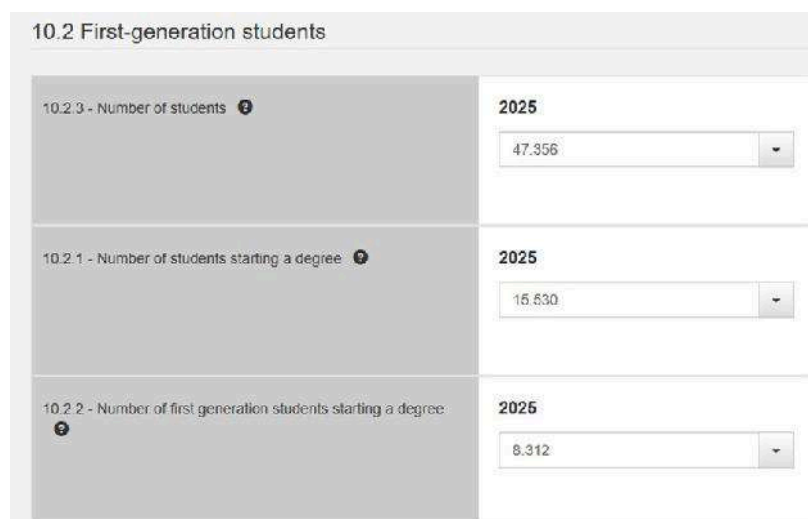 10.2 First-generation students
10.2.3 - Number of students ?
2025
47.356
10.2.1 - Number of students starting a degree ?
2025
15.530
10.2.2 - Number of first generation students starting a degree
?
2025
8.312